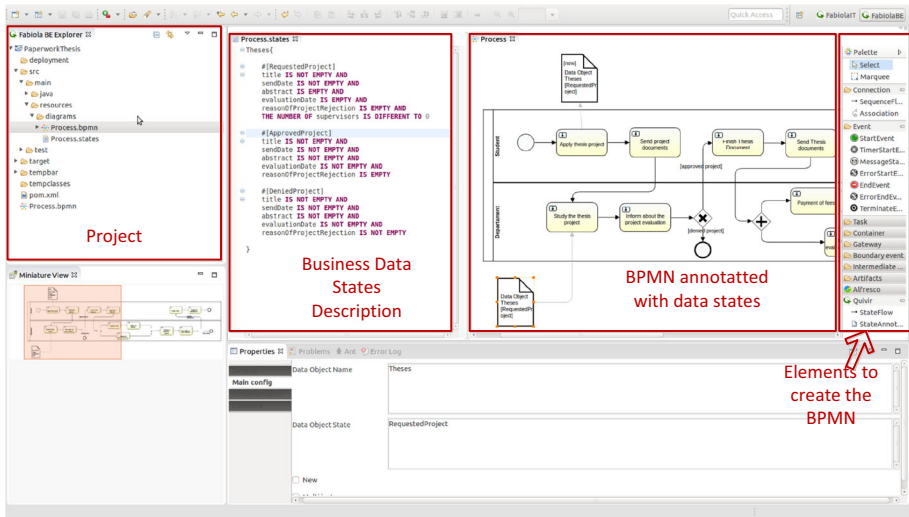 Quick Access
FabiolaIT
FabiolaBE
Fabiola BE Explorer
PaperworkThesis
deployment
src
main
java
resources
diagrams
Process.bpmn
Process.states
test
target
tempbar
tempclasses
pom.xml
Process.bpmn
Project
Miniature View
Process.states
Theses{
#[RequestedProject]
title IS NOT EMPTY AND
sendDate IS EMPTY AND
abstract IS EMPTY AND
evaluationDate IS EMPTY AND
reasonOfProjectRejection IS EMPTY AND
THE NUMBER OF supervisors IS DIFFERENT TO 0
#[ApprovedProject]
title IS NOT EMPTY AND
sendDate IS NOT EMPTY AND
abstract IS NOT EMPTY AND
evaluationDate IS NOT EMPTY AND
reasonOfProjectRejection IS EMPTY
#[DeniedProject]
title IS NOT EMPTY AND
sendDate IS NOT EMPTY AND
abstract IS NOT EMPTY AND
evaluationDate IS NOT EMPTY AND
reasonOfProjectRejection IS NOT EMPTY
}
Business Data
States
Description
Process
[new]
Data Object
Theses
[RequestedPr
oject]
Student
Apply thesis project
Send project
documents
Finish Thesis
Document
Send Thesis
documents
[approved project]
Departament
Study the thesis
project
Inform about the
project evaluation
[denied project]
Payment of fees
Data Object
Theses
[RequestedPr
oject]
BPMN annotatted
with data states
Palette
Select
Marquee
Connection
SequenceFl...
Association
Event
StartEvent
TimerStartE...
MessageSta...
ErrorStartE...
EndEvent
ErrorEndEv...
TerminateE...
Task
Container
Gateway
Boundary event
Intermediate ...
Artifacts
Alfresco
Quivir
StateFlow
StateAnnot...
Elements to
create the
BPMN
Properties
Problems
Ant
Error Log
Main config
Data Object Name
Theses
Data Object State
RequestedProject
New